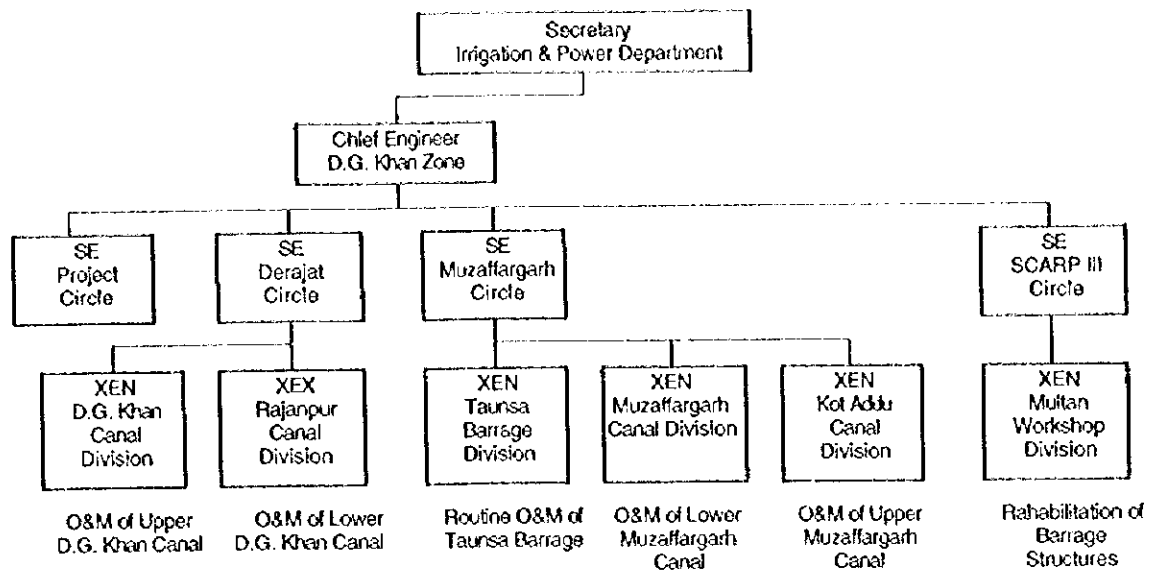 Secretary
Irrigation & Power Department
Chief Engineer
D.G. Khan Zone
SE
Project
Circle
SE
Derajat
Circle
SE
Muzaffargarh
Circle
SE
SCARP III
Circle
XEN
D.G. Khan
Canal
Division
XEX
Rajanpur
Canal
Division
XEN
Taunsa
Barrage
Division
XEN
Muzaffargarh
Canal Division
XEN
Kot Addu
Canal
Division
XEN
Multan
Workshop
Division
O&M of Upper
D.G. Khan Canal
O&M of Lower
D.G. Khan Canal
Routine O&M of
Taunsa Barrage
O&M of Lower
Muzaffargarh
Canal
O&M of Upper
Muzaffargarh
Canal
Rahabilitation of
Barrage
Structures